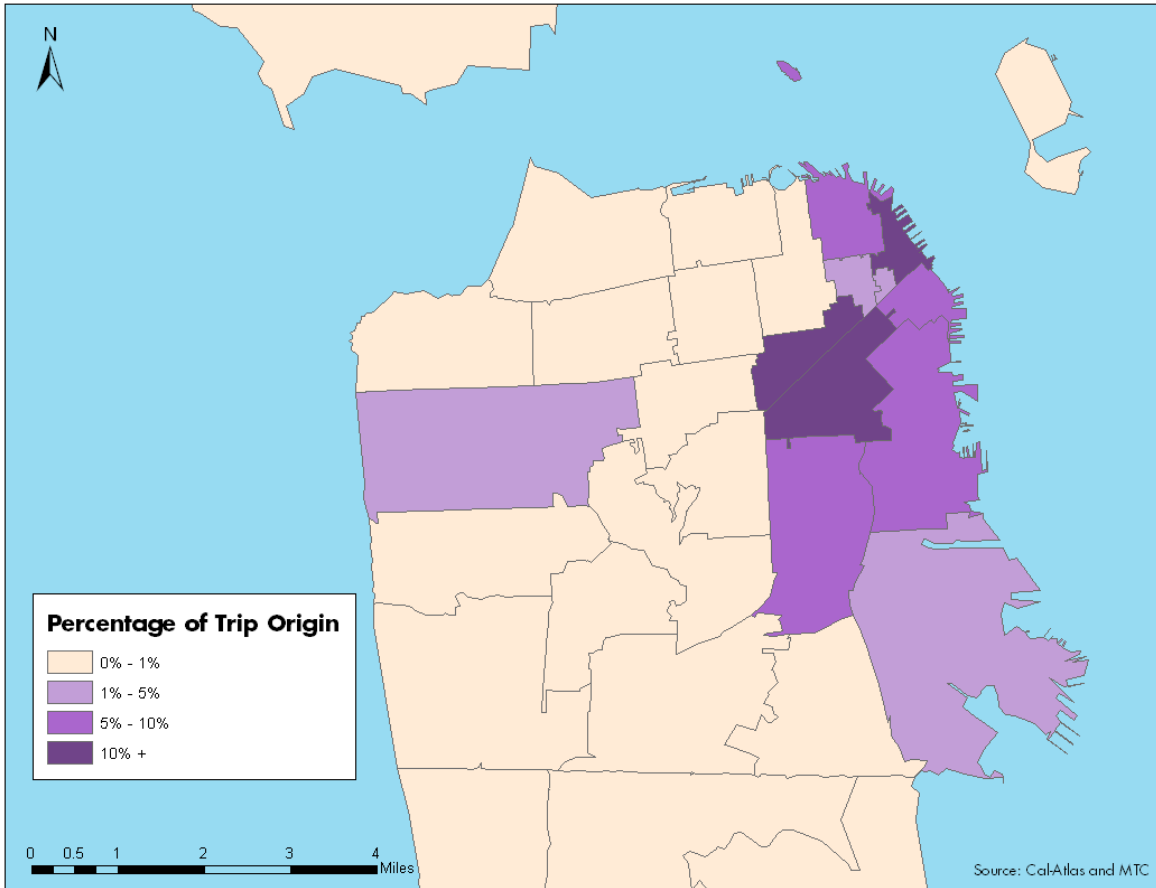 N
Percentage of Trip Origin
0% - 1%
1% - 5%
5% - 10%
10% +
0 0.5 1 2 3 4
Miles
Source: Cal-Atlas and MTC